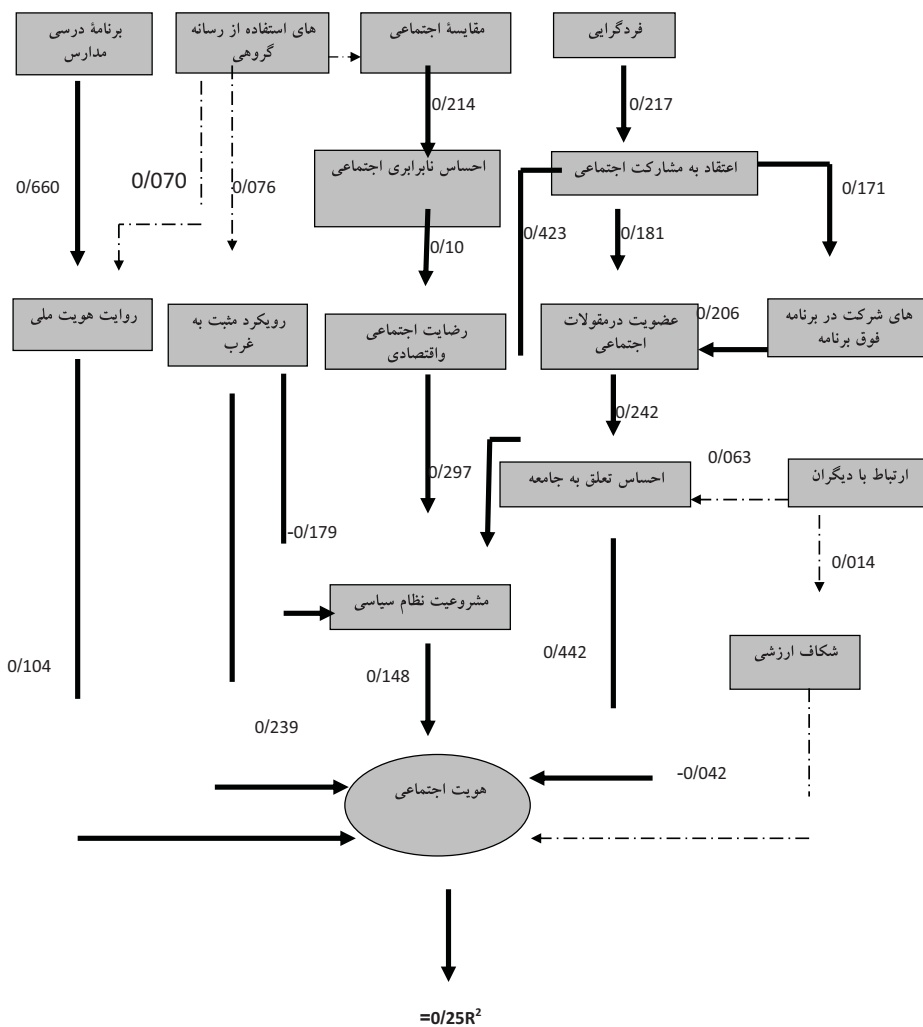 فردگرایی
مقایسۀ اجتماعی
های استفاده از رسانه
گروهی
برنامۀ درسی
مدارس
0/217
0/214
اعتقاد به مشارکت اجتماعی
احساس نابرابری اجتماعی
0/171
0/660
0/070
0/076
0/423
0/181
0/10
های شرکت در برنامه
فوق برنامه
0/206
عضویت درمقولات
اجتماعی
رضایت اجتماعی
واقتصادی
رویکرد مثبت به
غرب
روایت هویت ملی
0/242
ارتباط با دیگران
0/063
احساس تعلق به جامعه
0/297
-0/179
0/014
مشروعیت نظام سیاسی
شکاف ارزشی
0/104
0/148
0/442
0/239
-0/042
هویت اجتماعی
=0/25R²